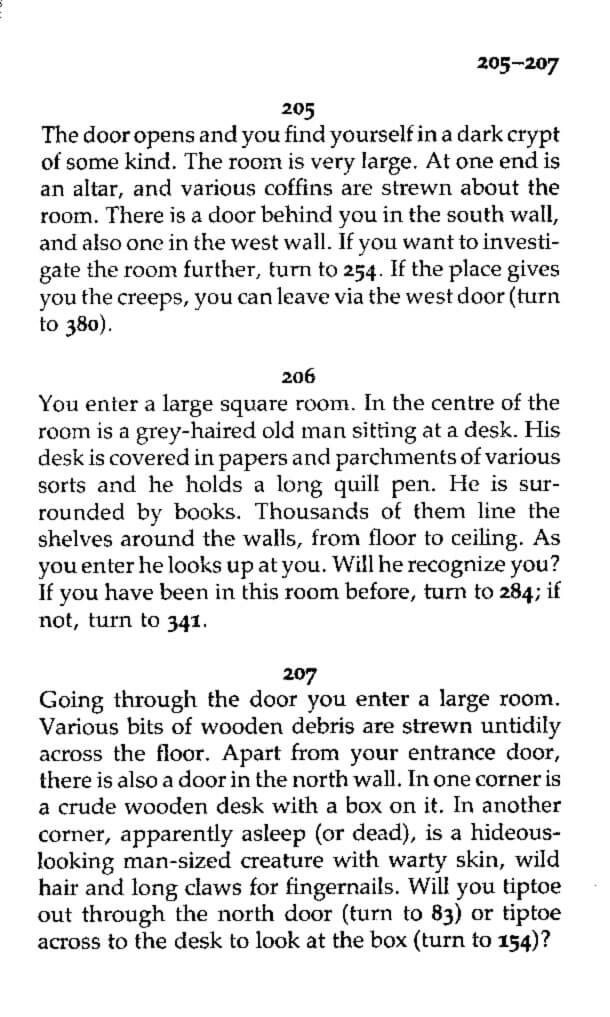 205–207
205
The door opens and you find yourself in a dark crypt
of some kind. The room is very large. At one end is
an altar, and various coffins are strewn about the
room. There is a door behind you in the south wall,
and also one in the west wall. If you want to investi-
gate the room further, turn to 254. If the place gives
you the creeps, you can leave via the west door (turn
to 380).
206
You enter a large square room. In the centre of the
room is a grey-haired old man sitting at a desk. His
desk is covered in papers and parchments of various
sorts and he holds a long quill pen. He is sur-
rounded by books. Thousands of them line the
shelves around the walls, from floor to ceiling. As
you enter he looks up at you. Will he recognize you?
If you have been in this room before, turn to 284; if
not, turn to 341.
207
Going through the door you enter a large room.
Various bits of wooden debris are strewn untidily
across the floor. Apart from your entrance door,
there is also a door in the north wall. In one corner is
a crude wooden desk with a box on it. In another
corner, apparently asleep (or dead), is a hideous-
looking man-sized creature with warty skin, wild
hair and long claws for fingernails. Will you tiptoe
out through the north door (turn to 83) or tiptoe
across to the desk to look at the box (turn to 154)?